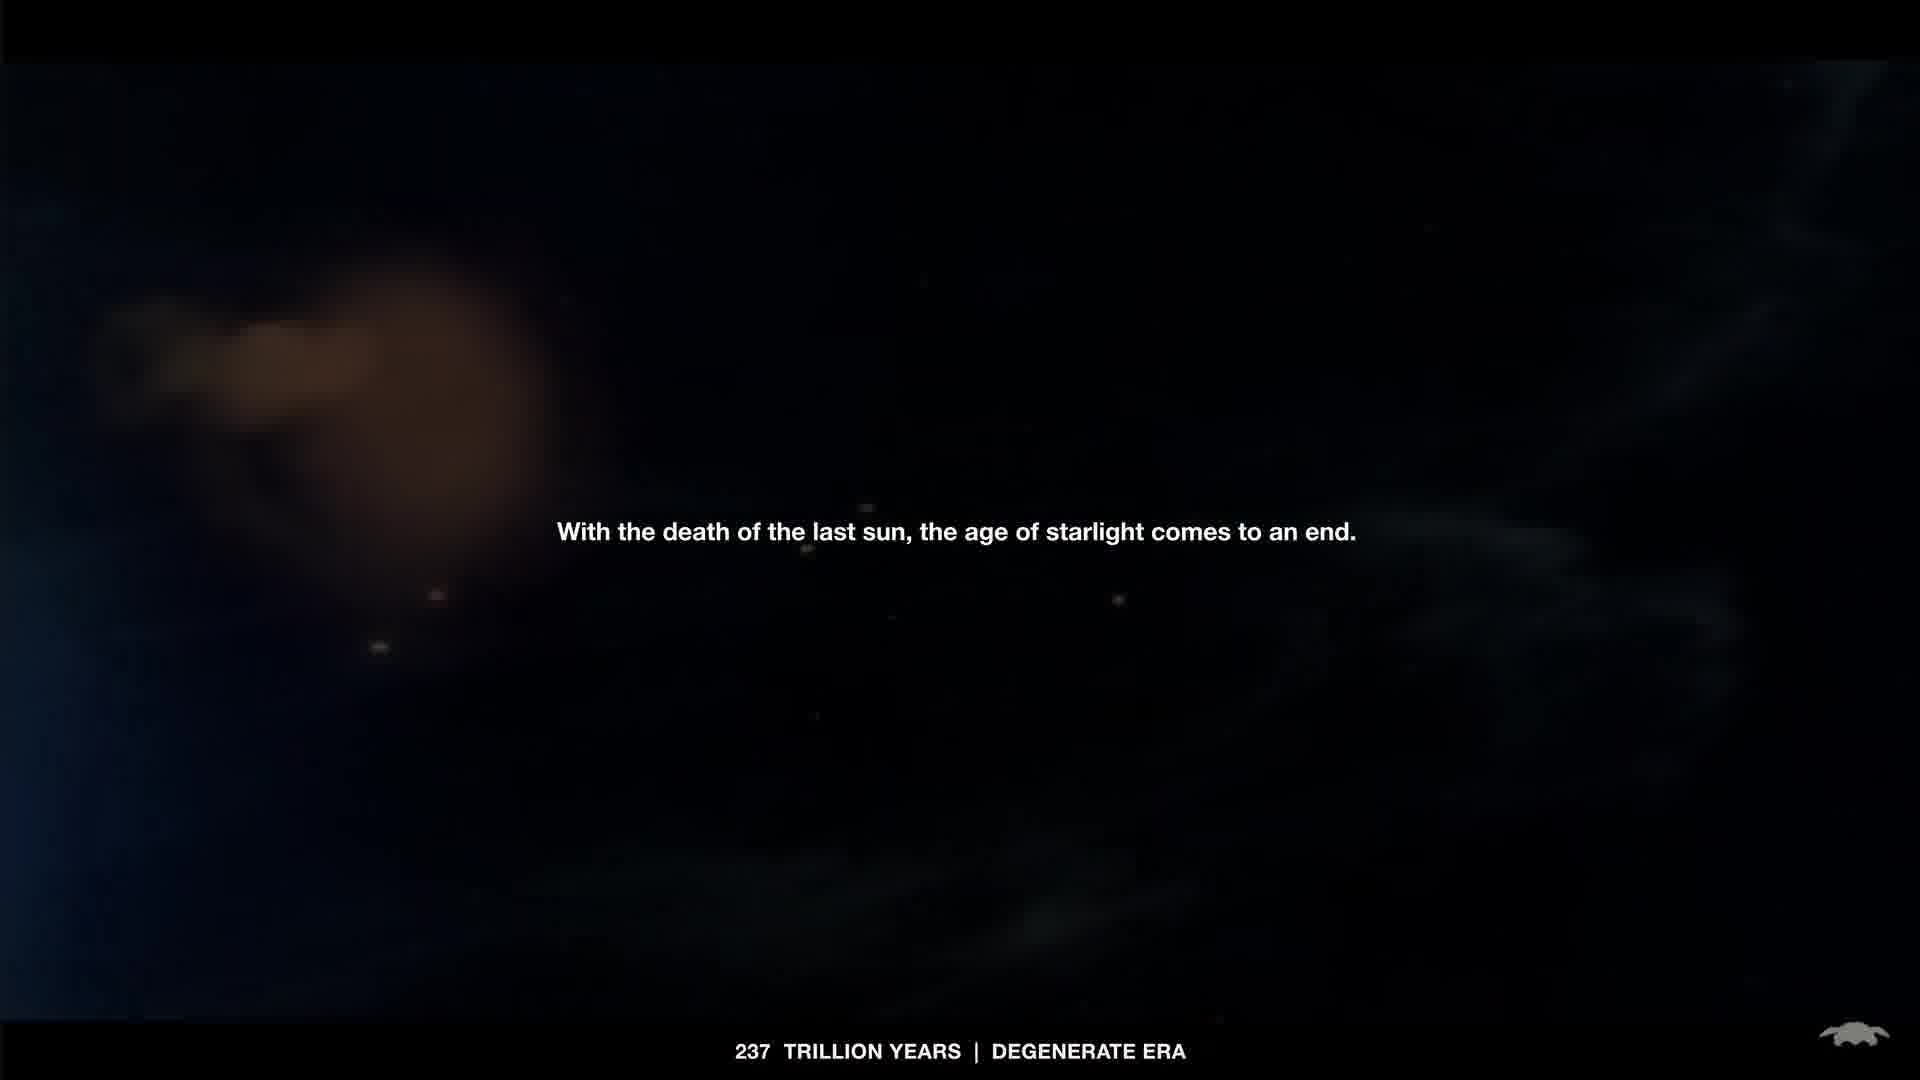 With the death of the last sun, the age of starlight comes to an end.
237 TRILLION YEARS | DEGENERATE ERA